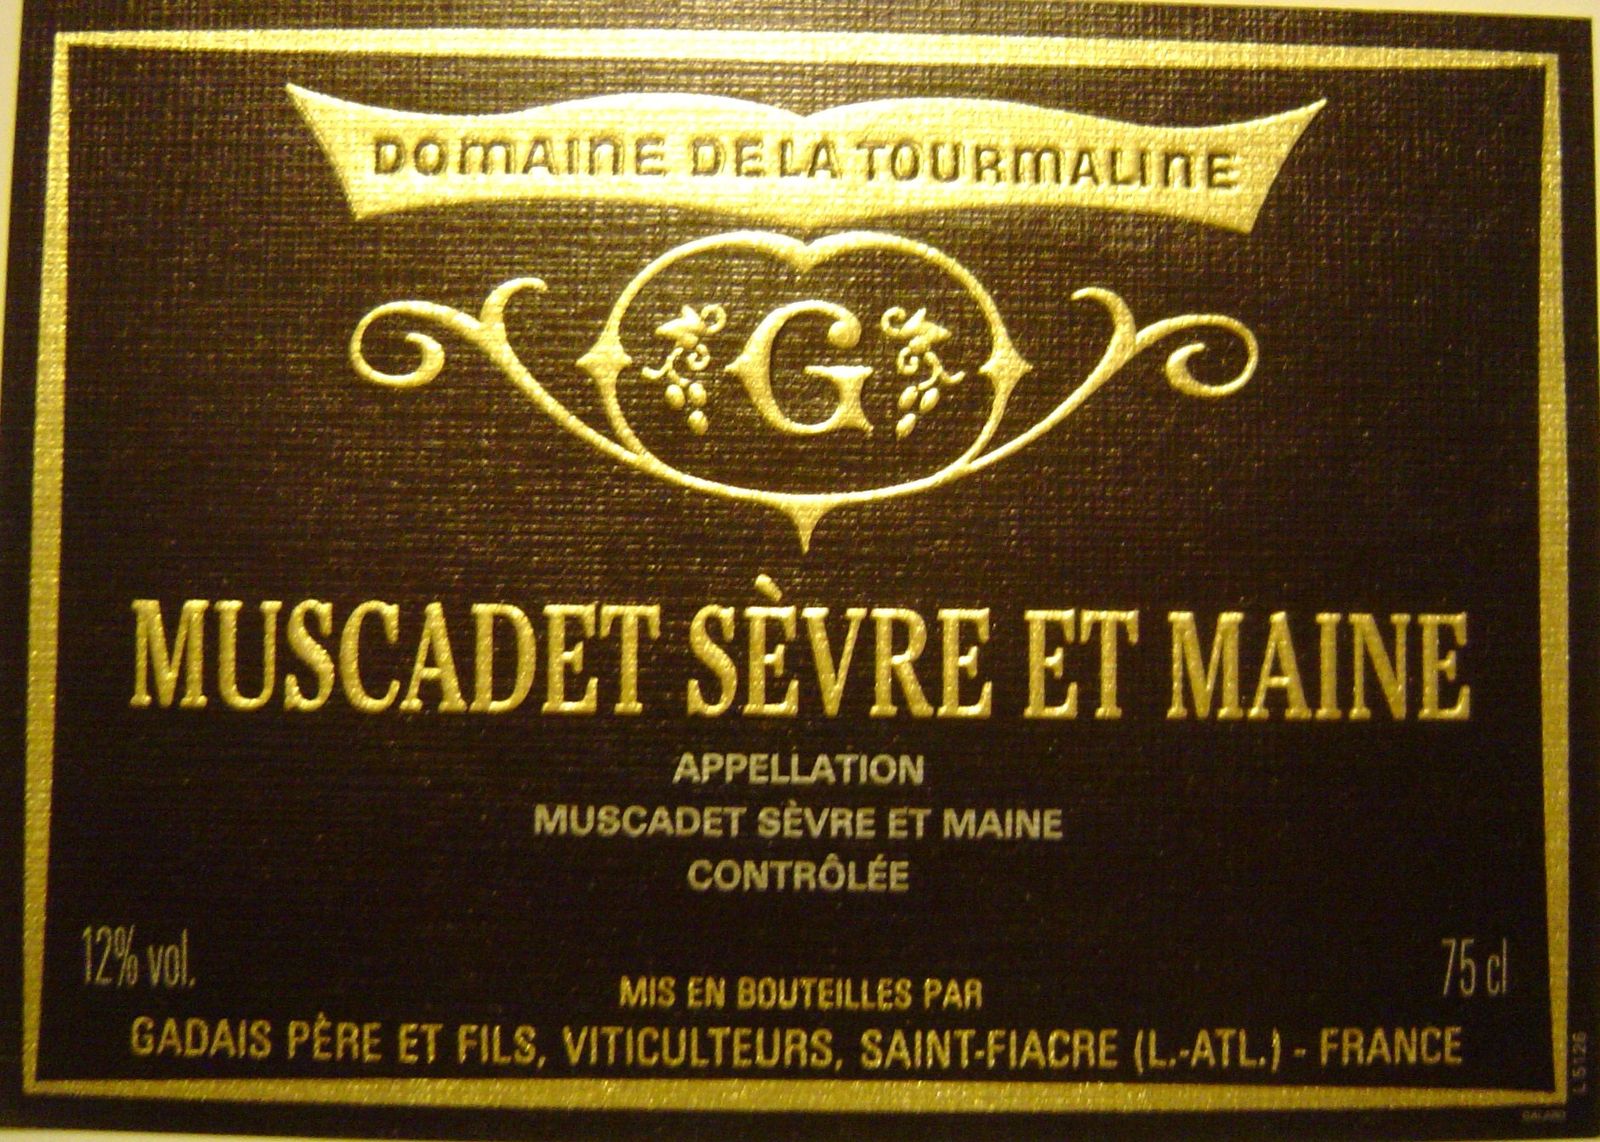 DOMAINE DE LA TOURMALINE
G
MUSCADET SÈVRE ET MAINE
APPELLATION
MUSCADET SÈVRE ET MAINE
CONTRÔLÉE
12% vol.
75 cl
MIS EN BOUTEILLES PAR
GADAIS PÈRE ET FILS, VITICULTEURS, SAINT-FIACRE (L.-ATL.) - FRANCE
L 5126